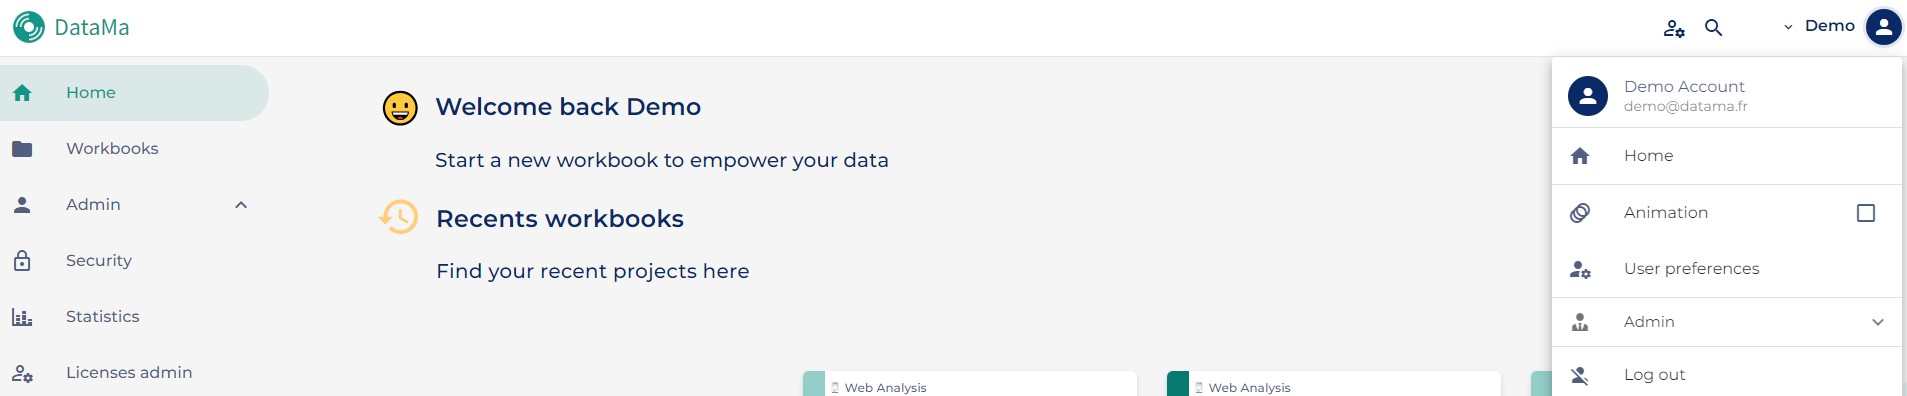 DataMa
Demo
Home
Workbooks
Admin
Security
Statistics
Licenses admin
Welcome back Demo
Start a new workbook to empower your data
Recents workbooks
Find your recent projects here
Web Analysis
Web Analysis
Demo Account
demo@datama.fr
Home
Animation
User preferences
Admin
Log out